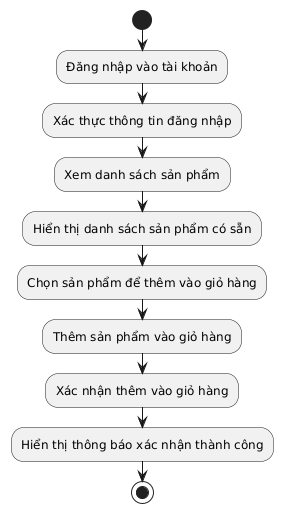 Đăng nhập vào tài khoản
Xác thực thông tin đăng nhập
Xem danh sách sản phẩm
Hiển thị danh sách sản phẩm có sẵn
Chọn sản phẩm để thêm vào giỏ hàng
Thêm sản phẩm vào giỏ hàng
Xác nhận thêm vào giỏ hàng
Hiển thị thông báo xác nhận thành công